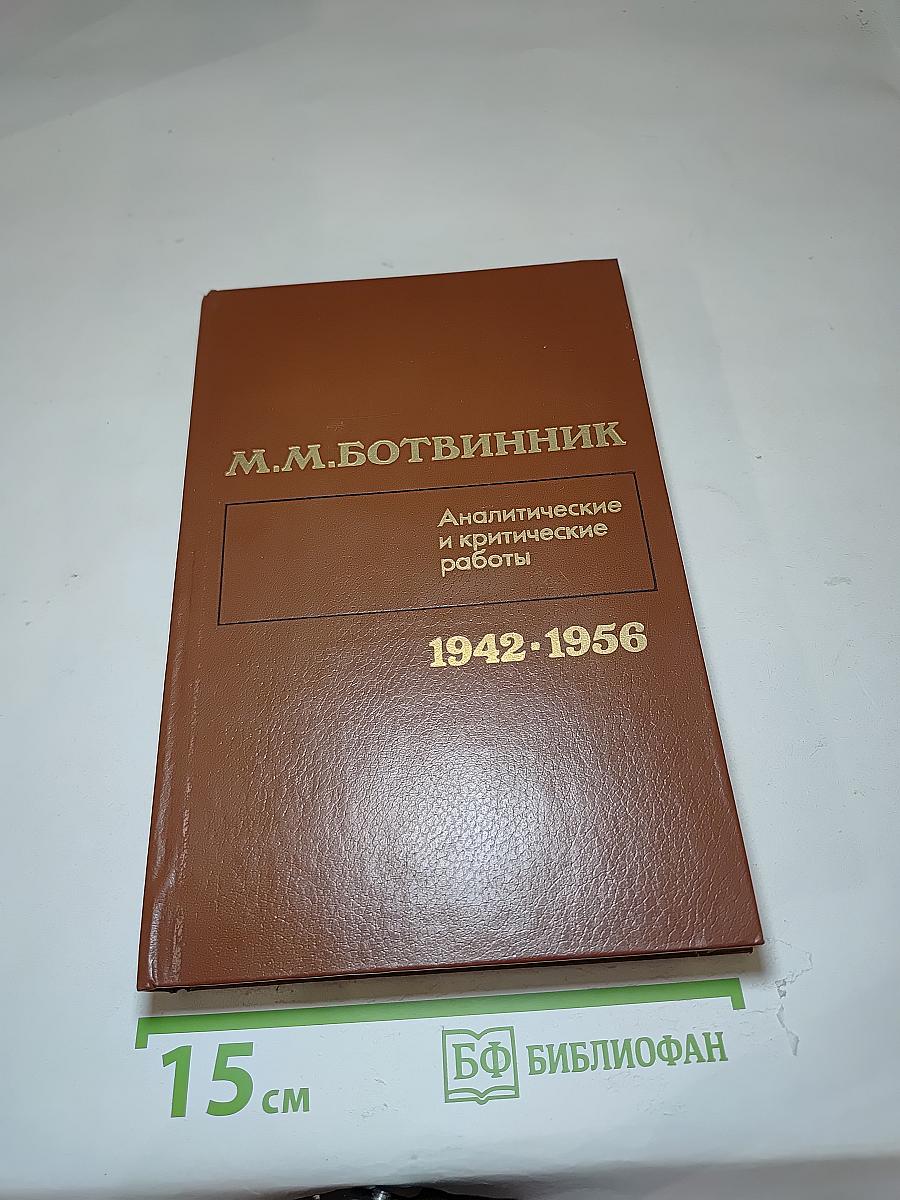 М.М.БОТВИННИК
Аналитические
и критические
работы
1942·1956
15 см
БФ БИБЛИОФАН